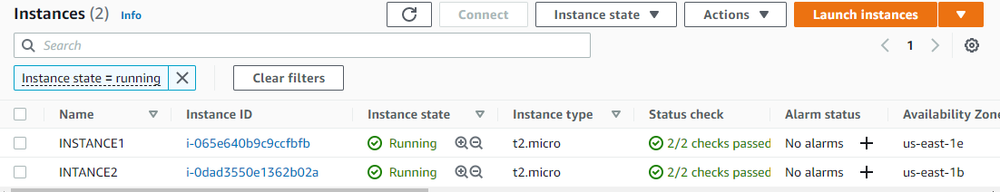 Instances (2) Info Connect Instance state Actions Launch instances
Search
1
Instance state = running Clear filters
Name Instance ID Instance state Instance type Status check Alarm status Availability Zone
INSTANCE1 i-065e640b9c9ccfbfb Running t2.micro 2/2 checks passed No alarms us-east-1e
INTANCE2 i-0dad3550e1362b02a Running t2.micro 2/2 checks passed No alarms us-east-1b